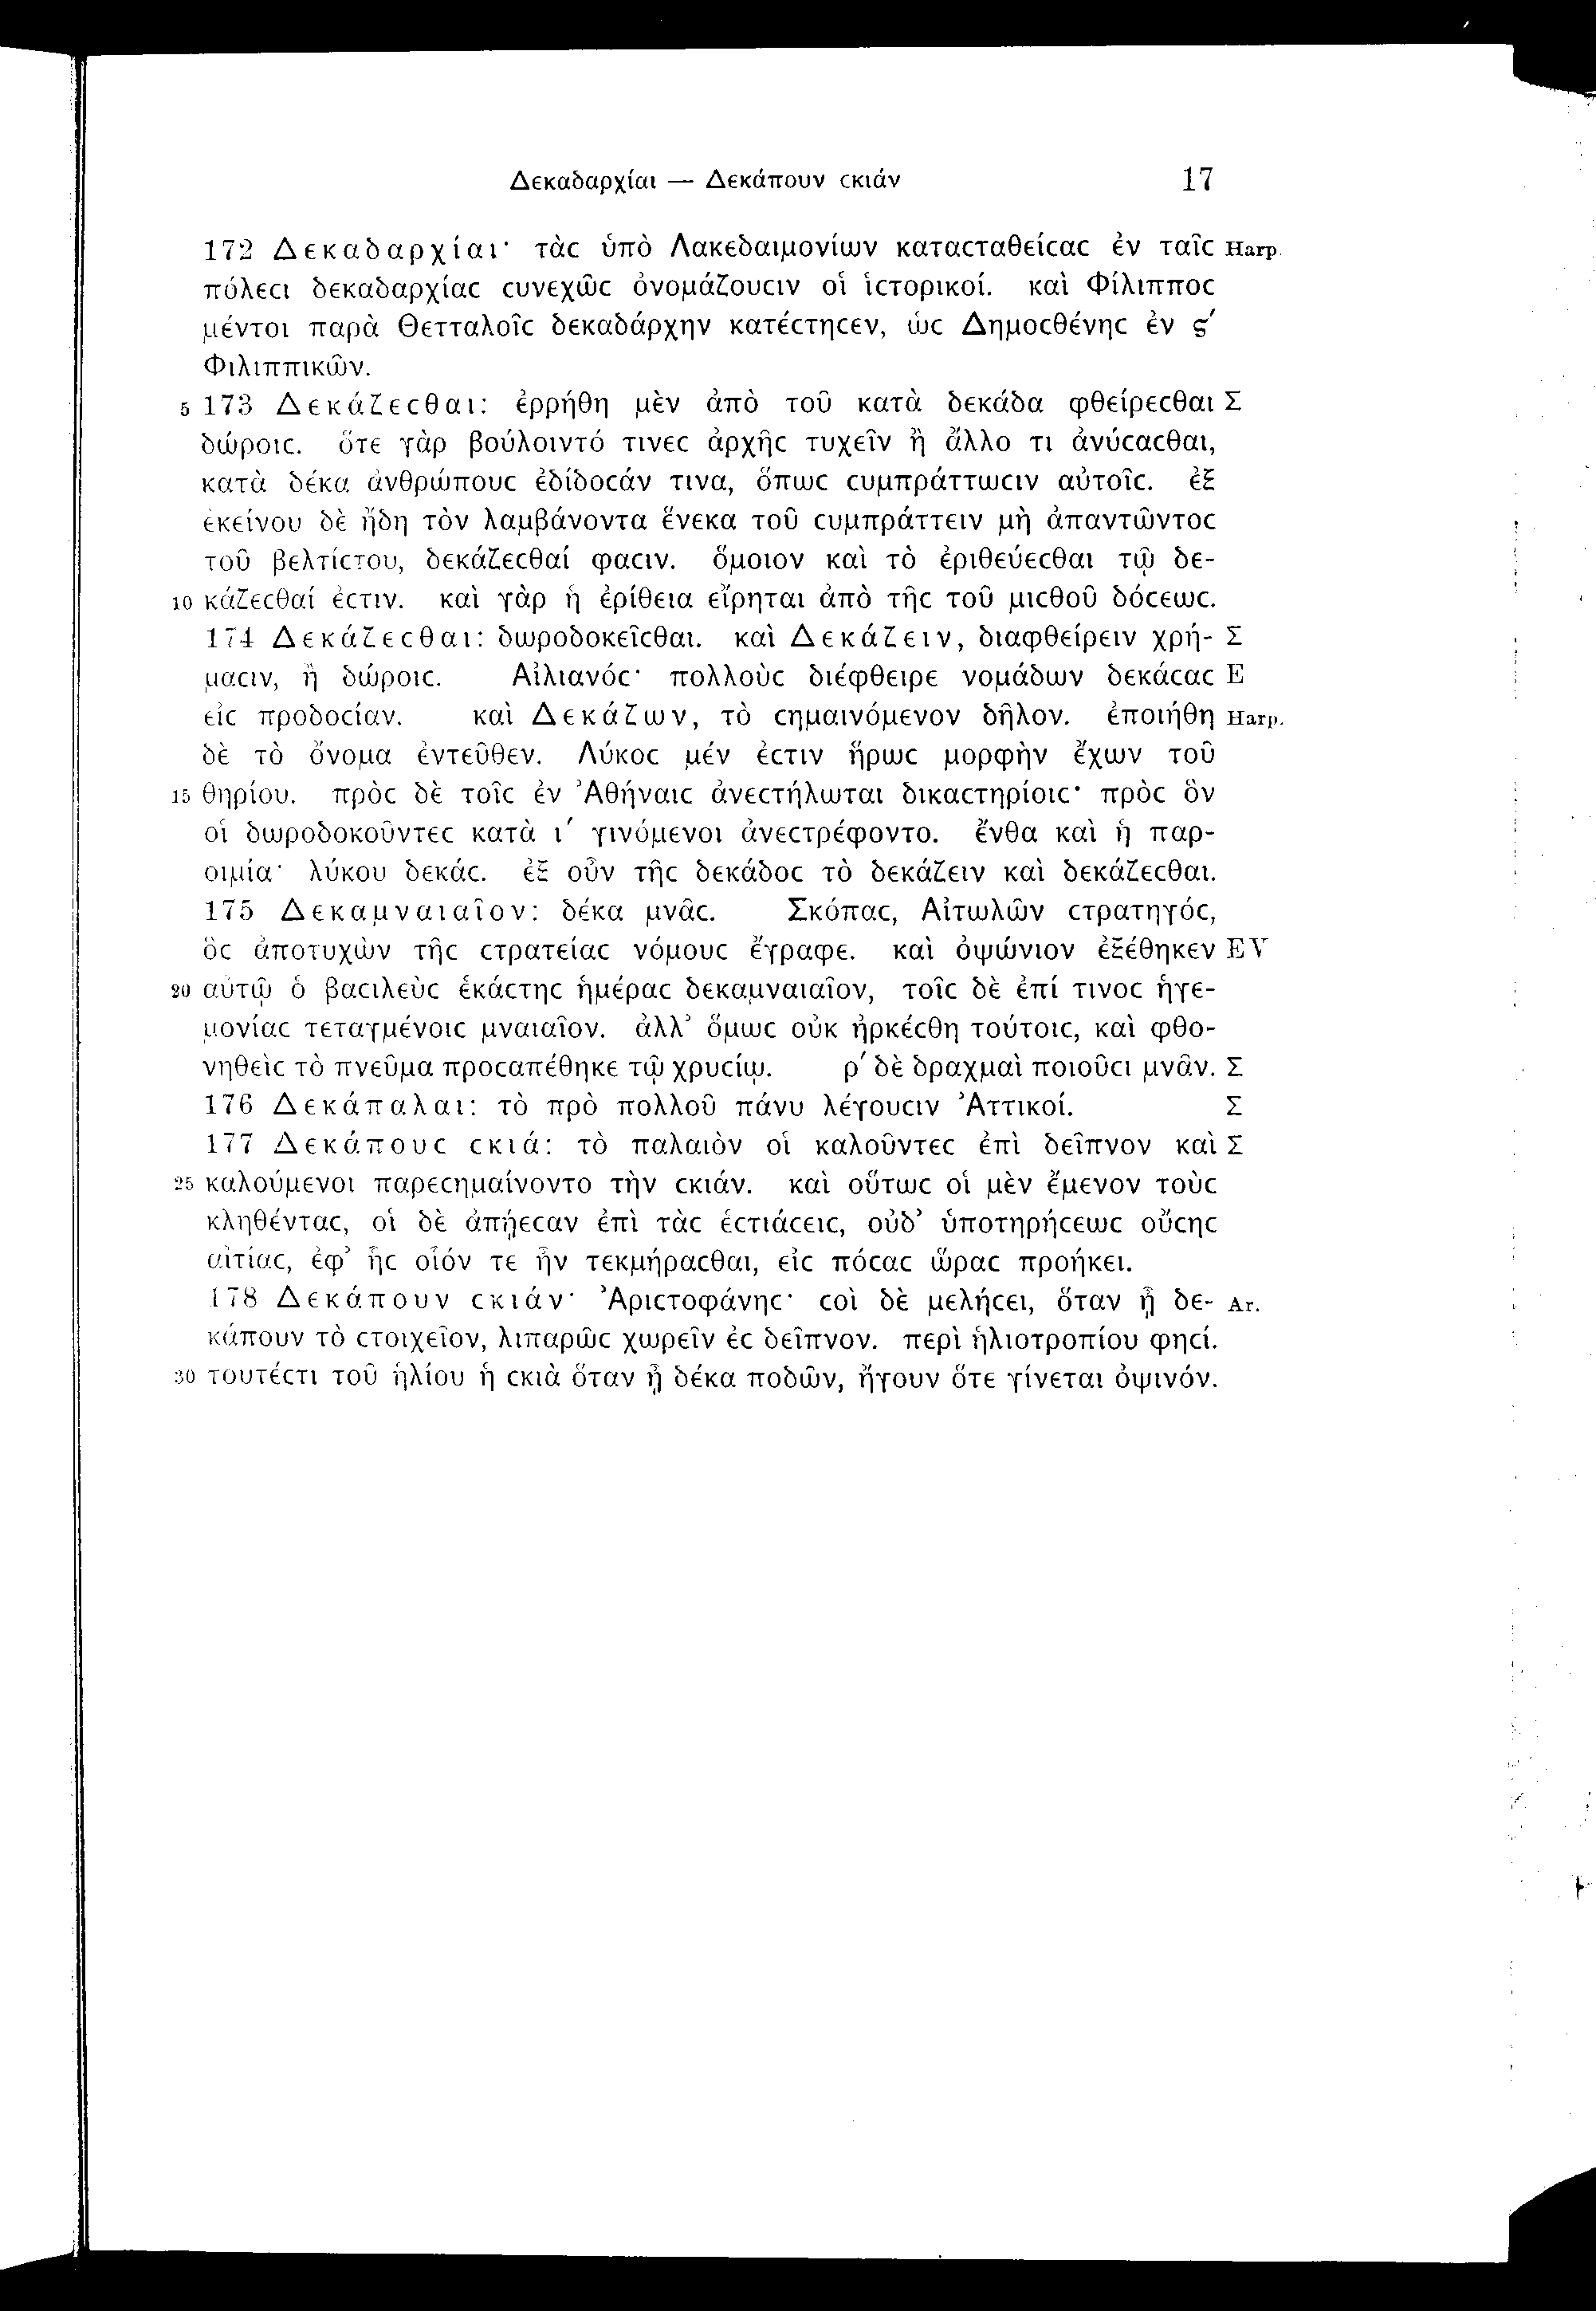 Δεκαδαρχίαι — Δεκάπουν ϲκιάν 17
172 Δεκαδαρχίαι· τὰϲ ὑπὸ Λακεδαιμονίων καταϲταθείϲαϲ ἐν ταῖϲ Harp.
πόλεϲι δεκαδαρχίαϲ ϲυνεχῶϲ ὀνομάζουϲιν οἱ ἱϲτορικοί. καὶ Φίλιπποϲ
μέντοι παρὰ Θετταλοῖϲ δεκαδάρχην κατέϲτηϲεν, ὡϲ Δημοϲθένηϲ ἐν ϛ′
Φιλιππικῶν.
5 173 Δεκάζεϲθαι: ἐρρήθη μὲν ἀπὸ τοῦ κατὰ δεκάδα φθείρεϲθαι Σ
δώροιϲ. ὅτε γὰρ βούλοιντό τινεϲ ἀρχῆϲ τυχεῖν ἢ ἄλλο τι ἀνύϲαϲθαι,
κατὰ δέκα ἀνθρώπουϲ ἐδίδοϲάν τινα, ὅπωϲ ϲυμπράττωϲιν αὐτοῖϲ. ἐξ
ἐκείνου δὲ ἤδη τὸν λαμβάνοντα ἕνεκα τοῦ ϲυμπράττειν μὴ ἀπαντῶντοϲ
τοῦ βελτίϲτου, δεκάζεϲθαί φαϲιν. ὅμοιον καὶ τὸ ἐριθεύεϲθαι τῷ δε-
10 κάζεϲθαί ἐϲτιν. καὶ γὰρ ἡ ἐρίθεια εἴρηται ἀπὸ τῆϲ τοῦ μιϲθοῦ δόϲεωϲ.
174 Δεκάζεϲθαι: δωροδοκεῖϲθαι. καὶ Δεκάζειν, διαφθείρειν χρή- Σ
μαϲιν, ἢ δώροιϲ. Αἰλιανόϲ· πολλοὺϲ διέφθειρε νομάδων δεκάϲαϲ E
εἰϲ προδοϲίαν. καὶ Δεκάζων, τὸ ϲημαινόμενον δῆλον. ἐποιήθη Harp.
δὲ τὸ ὄνομα ἐντεῦθεν. Λύκοϲ μέν ἐϲτιν ἥρωϲ μορφὴν ἔχων τοῦ
15 θηρίου. πρὸϲ δὲ τοῖϲ ἐν Ἀθήναιϲ ἀνεϲτήλωται δικαϲτηρίοιϲ· πρὸϲ ὃν
οἱ δωροδοκοῦντεϲ κατὰ ι′ γινόμενοι ἀνεϲτρέφοντο. ἔνθα καὶ ἡ παρ-
οιμία· λύκου δεκάϲ. ἐξ οὖν τῆϲ δεκάδοϲ τὸ δεκάζειν καὶ δεκάζεϲθαι.
175 Δεκαμναιαῖον: δέκα μνᾶϲ. Σκόπαϲ, Αἰτωλῶν ϲτρατηγόϲ,
ὃϲ ἀποτυχὼν τῆϲ ϲτρατείαϲ νόμουϲ ἔγραφε. καὶ ὀψώνιον ἐξέθηκεν EV
20 αὐτῷ ὁ βαϲιλεὺϲ ἑκάϲτηϲ ἡμέραϲ δεκαμναιαῖον, τοῖϲ δὲ ἐπί τινοϲ ἡγε-
μονίαϲ τεταγμένοιϲ μναιαῖον. ἀλλ’ ὅμωϲ οὐκ ἠρκέϲθη τούτοιϲ, καὶ φθο-
νηθεὶϲ τὸ πνεῦμα προϲαπέθηκε τῷ χρυϲίῳ. ρ′ δὲ δραχμαὶ ποιοῦϲι μνᾶν. Σ
176 Δεκάπαλαι: τὸ πρὸ πολλοῦ πάνυ λέγουϲιν Ἀττικοί. Σ
177 Δεκάπουϲ ϲκιά: τὸ παλαιὸν οἱ καλοῦντεϲ ἐπὶ δεῖπνον καὶ Σ
25 καλούμενοι παρεϲημαίνοντο τὴν ϲκιάν. καὶ οὕτωϲ οἱ μὲν ἔμενον τοὺϲ
κληθένταϲ, οἱ δὲ ἀπῄεϲαν ἐπὶ τὰϲ ἑϲτιάϲειϲ, οὐδ’ ὑποτηρήϲεωϲ οὔϲηϲ
αἰτίαϲ, ἐφ’ ἧϲ οἷόν τε ἦν τεκμήραϲθαι, εἰϲ πόϲαϲ ὥραϲ προήκει.
178 Δεκάπουν ϲκιάν· Ἀριϲτοφάνηϲ· ϲοὶ δὲ μελήϲει, ὅταν ᾖ δε- Ar.
κάπουν τὸ ϲτοιχεῖον, λιπαρῶϲ χωρεῖν ἐϲ δεῖπνον. περὶ ἡλιοτροπίου φηϲί.
30 τουτέϲτι τοῦ ἡλίου ἡ ϲκιὰ ὅταν ᾖ δέκα ποδῶν, ἤγουν ὅτε γίνεται ὀψινόν.